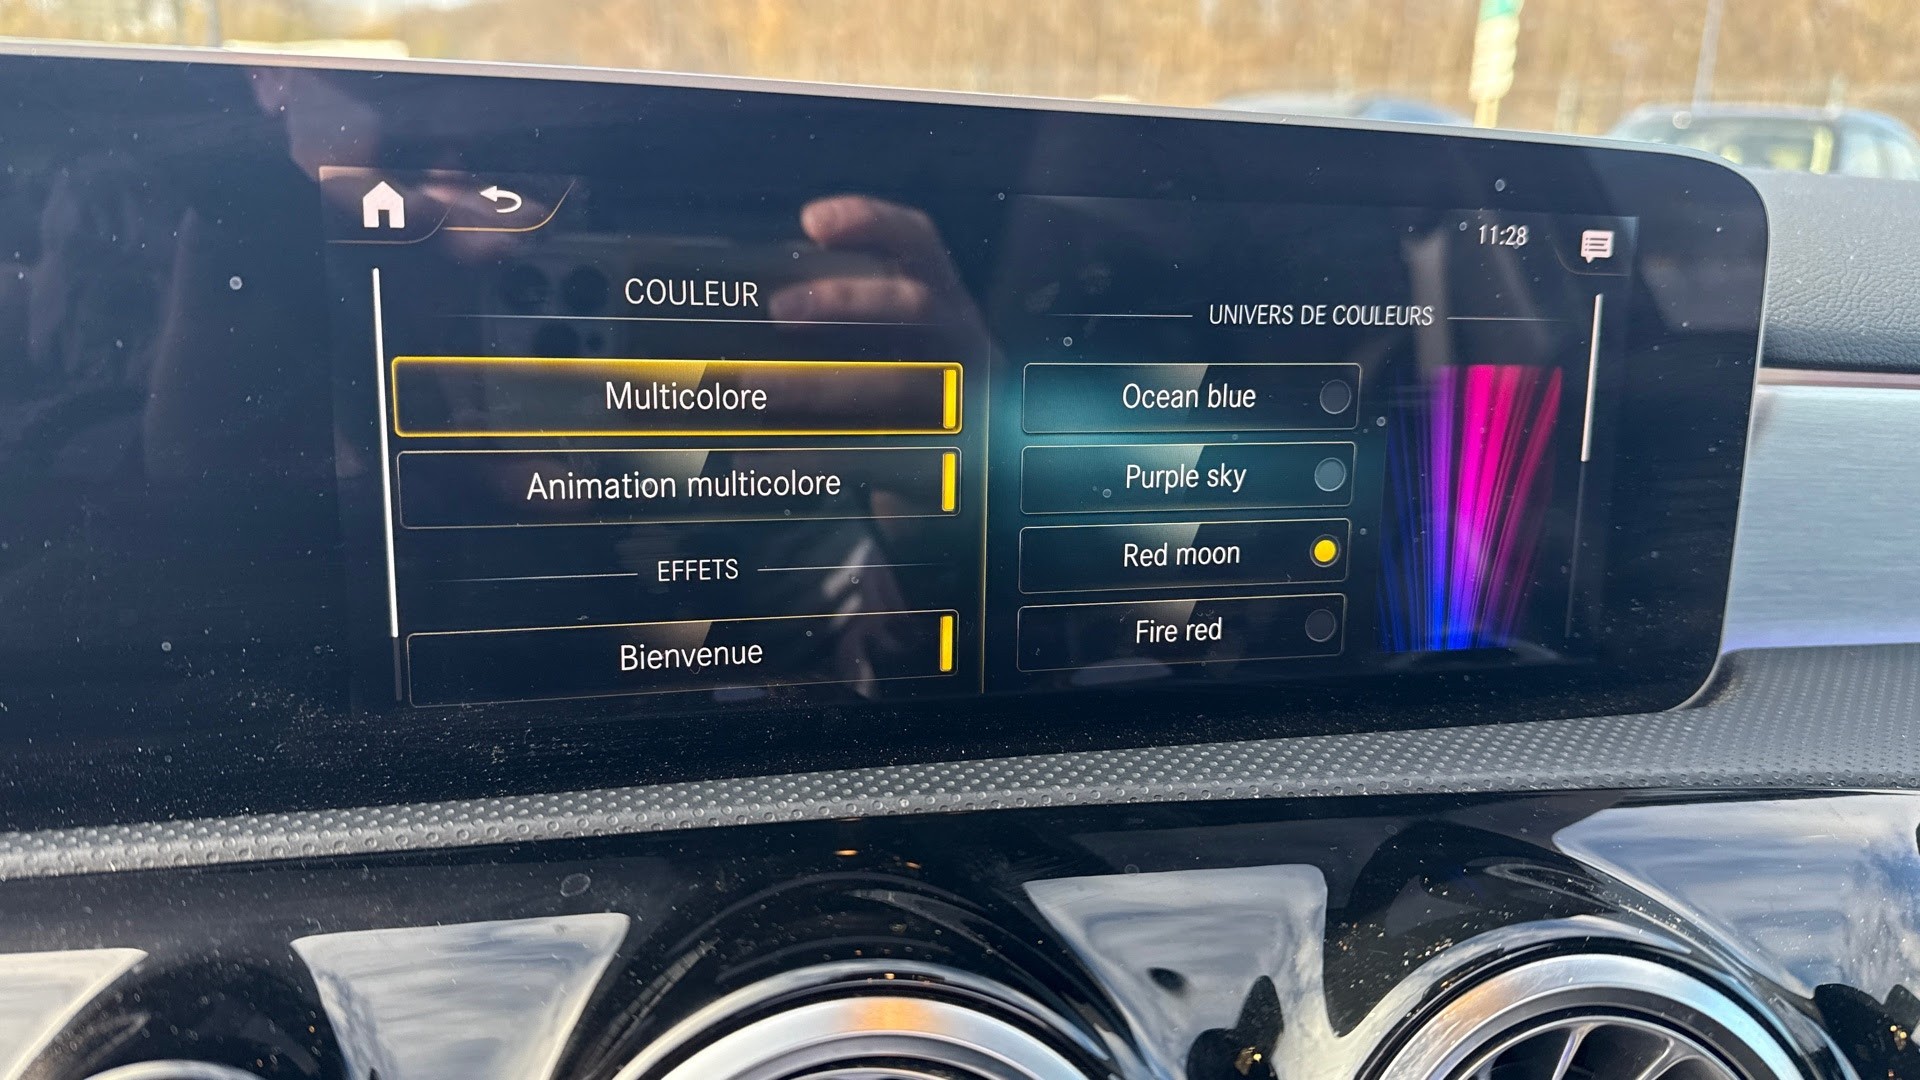 11:28
COULEUR
Multicolore
Animation multicolore
EFFETS
Bienvenue
UNIVERS DE COULEURS
Ocean blue
Purple sky
Red moon
Fire red